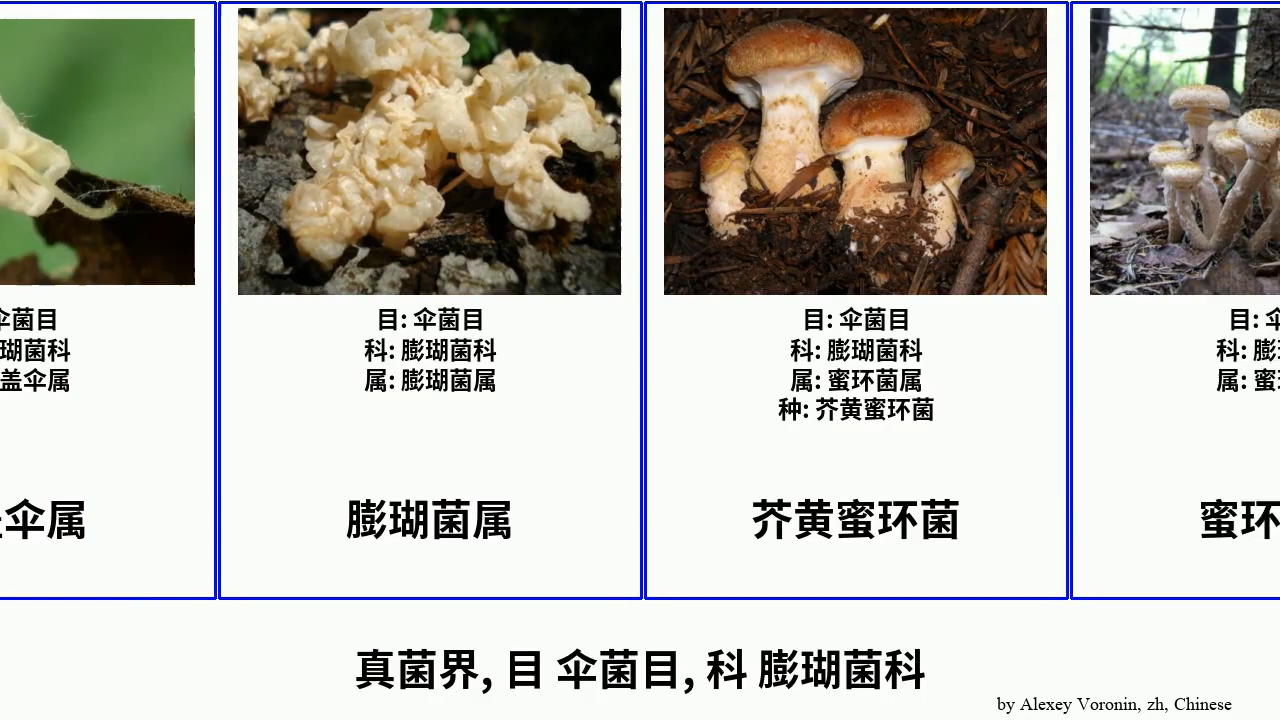 伞菌目
瑚菌科
盖伞属
伞属
目: 伞菌目
科: 膨瑚菌科
属: 膨瑚菌属
膨瑚菌属
目: 伞菌目
科: 膨瑚菌科
属: 蜜环菌属
种: 芥黄蜜环菌
芥黄蜜环菌
目: 伞
科: 膨
属: 蜜
蜜环
真菌界, 目 伞菌目, 科 膨瑚菌科
by Alexey Voronin, zh, Chinese